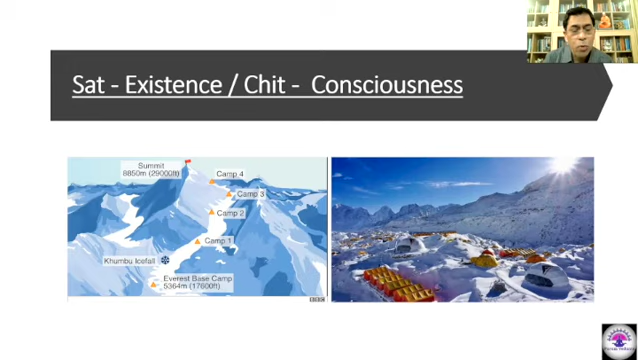 Sat - Existence / Chit - Consciousness
Summit
8850m (29000ft)
Camp 4
Camp 3
Camp 2
Camp 1
Khumbu Icefall
Everest Base Camp
5364m (17600ft)
BBC